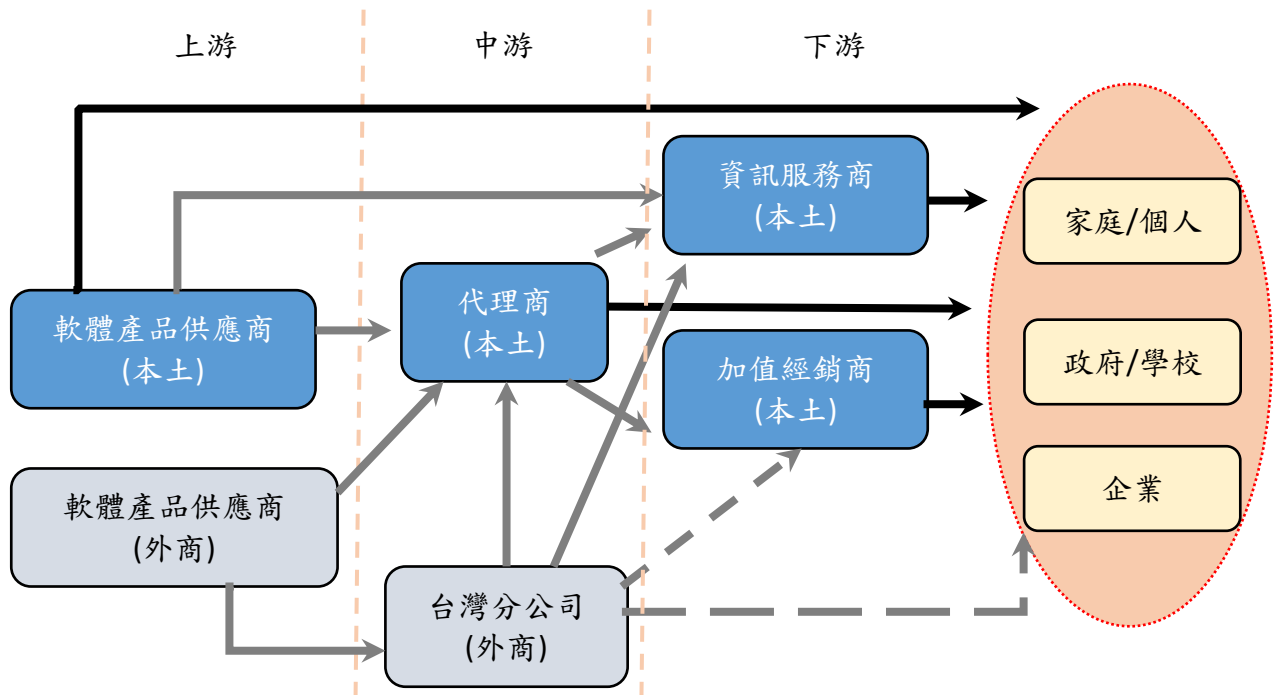 上游
中游
下游
資訊服務商
(本土)
家庭/個人
軟體產品供應商
(本土)
代理商
(本土)
加值經銷商
(本土)
政府/學校
軟體產品供應商
(外商)
企業
台灣分公司
(外商)